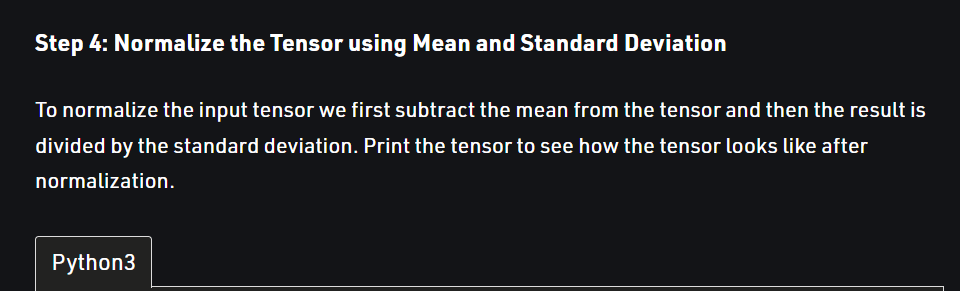 Step 4: Normalize the Tensor using Mean and Standard Deviation
To normalize the input tensor we first subtract the mean from the tensor and then the result is
divided by the standard deviation. Print the tensor to see how the tensor looks like after
normalization.
Python3